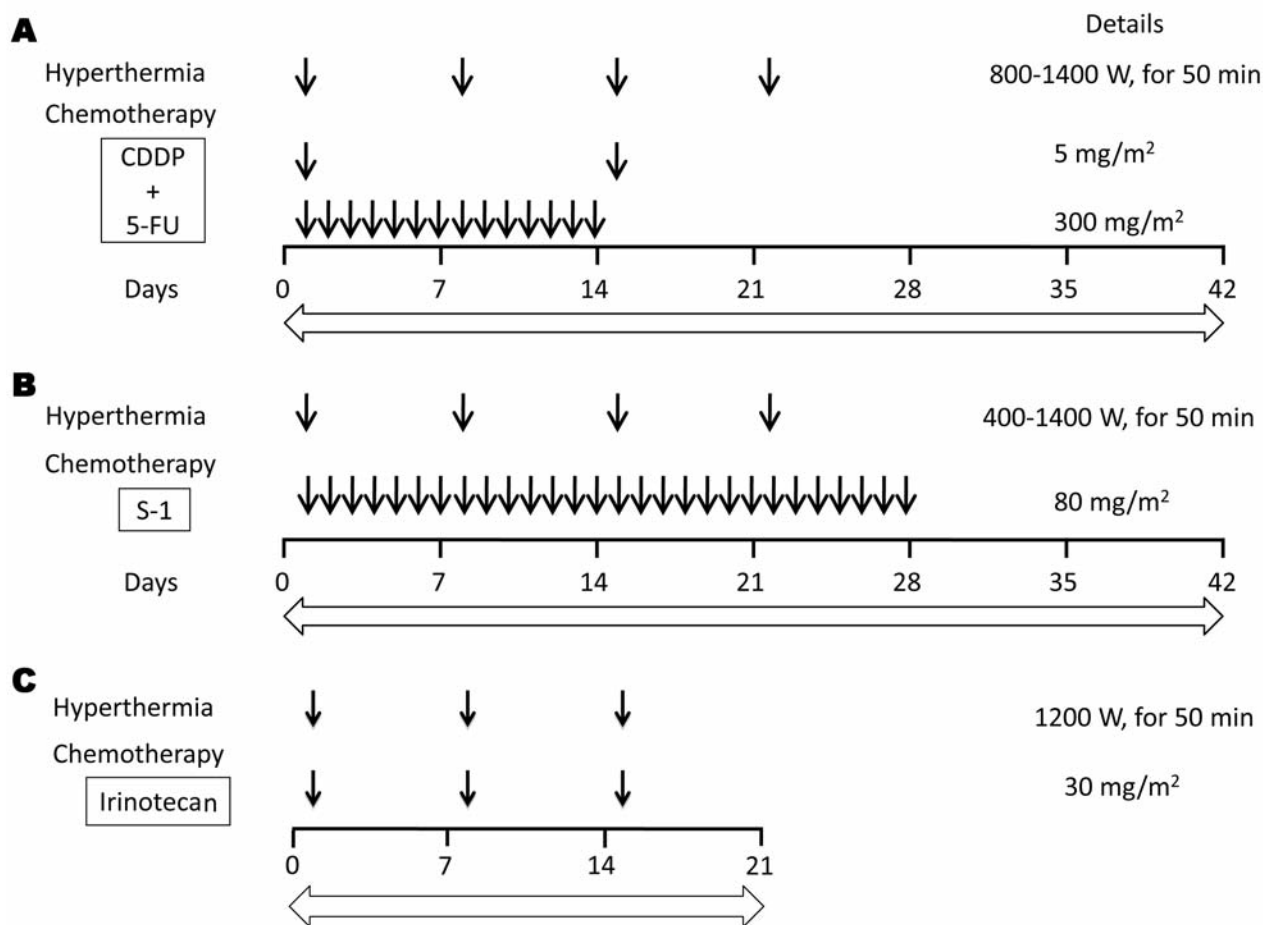 A
Details
Hyperthermia 800-1400 W, for 50 min
Chemotherapy
CDDP 5 mg/m²
+
5-FU 300 mg/m²
Days 0 7 14 21 28 35 42
B
Hyperthermia 400-1400 W, for 50 min
Chemotherapy
S-1 80 mg/m²
Days 0 7 14 21 28 35 42
C
Hyperthermia 1200 W, for 50 min
Chemotherapy
Irinotecan 30 mg/m²
0 7 14 21